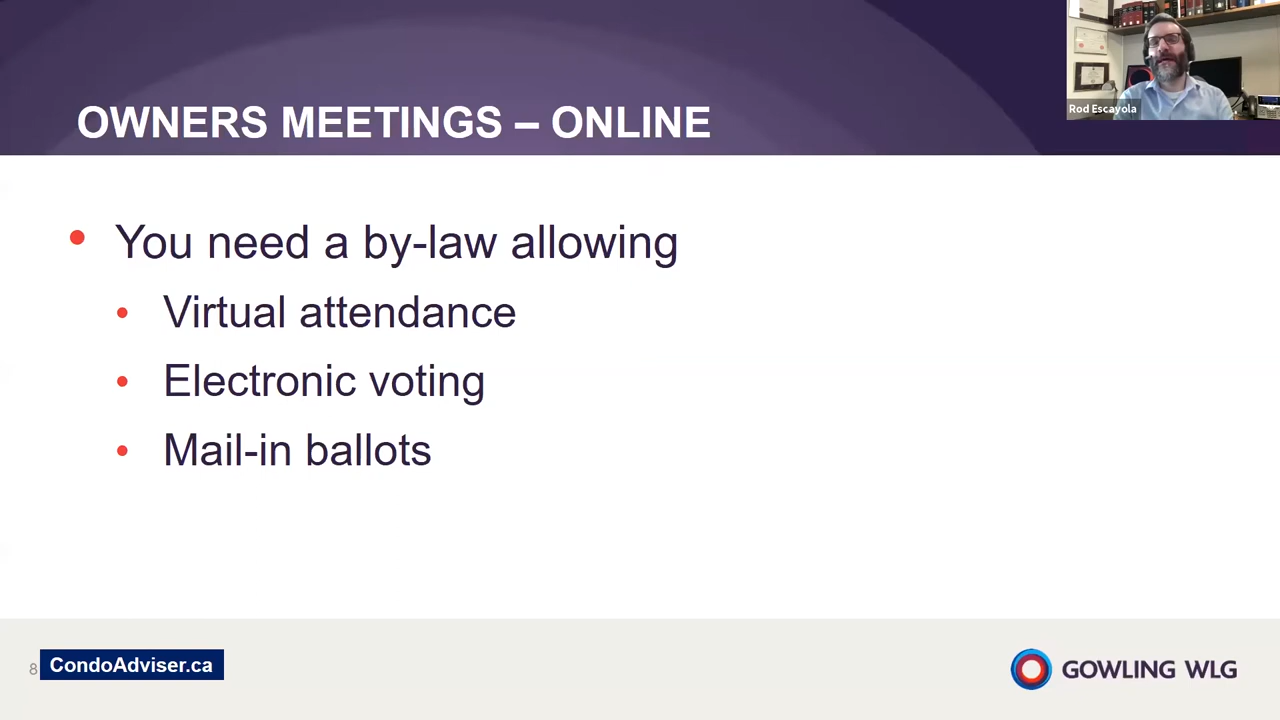 Rod Escayola
OWNERS MEETINGS – ONLINE
• You need a by-law allowing
• Virtual attendance
• Electronic voting
• Mail-in ballots
8
CondoAdviser.ca
GOWLING WLG